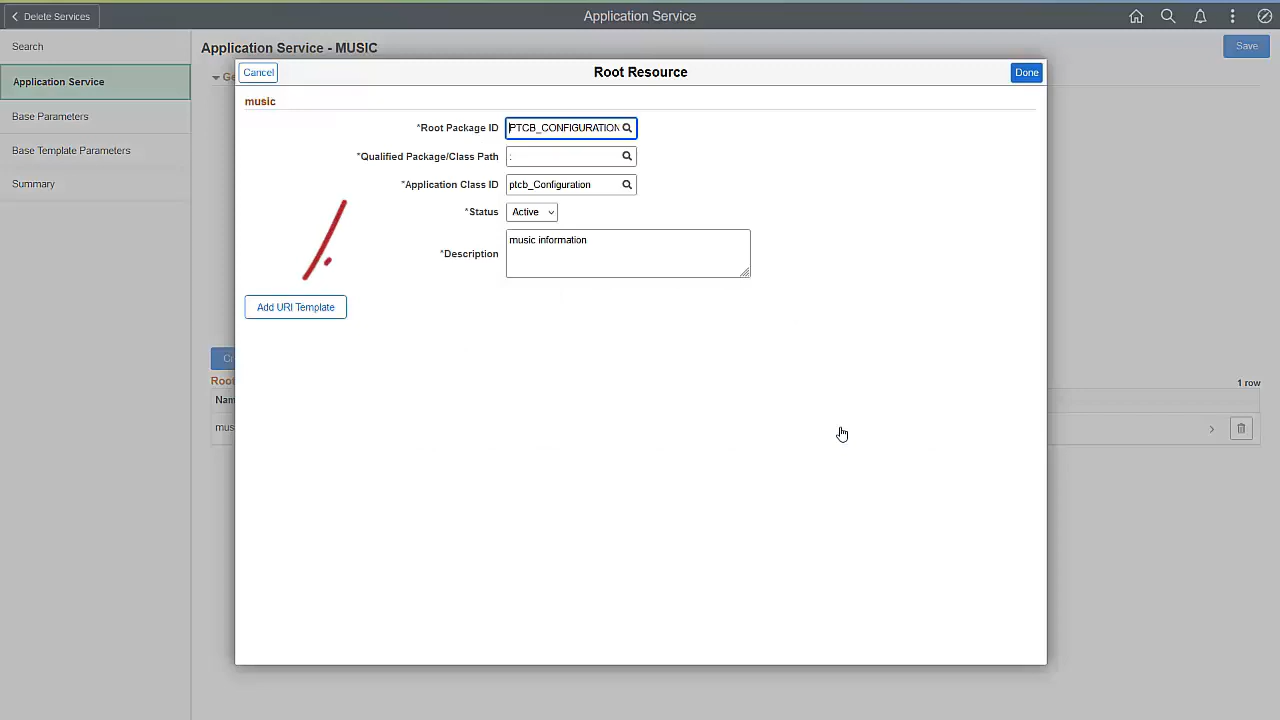 Delete Services
Application Service
Search
Application Service
Base Parameters
Base Template Parameters
Summary
Application Service - MUSIC
Save
Cancel
Root Resource
Done
music
*Root Package ID PTCB_CONFIGURATION
*Qualified Package/Class Path :
*Application Class ID ptcb_Configuration
*Status Active
*Description music information
Add URI Template
Root
1 row